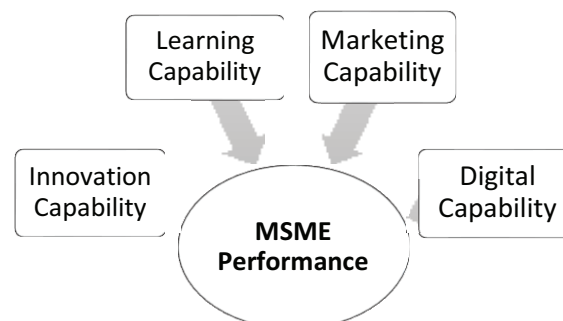 Learning
Capability
Marketing
Capability
Innovation
Capability
Digital
Capability
MSME
Performance